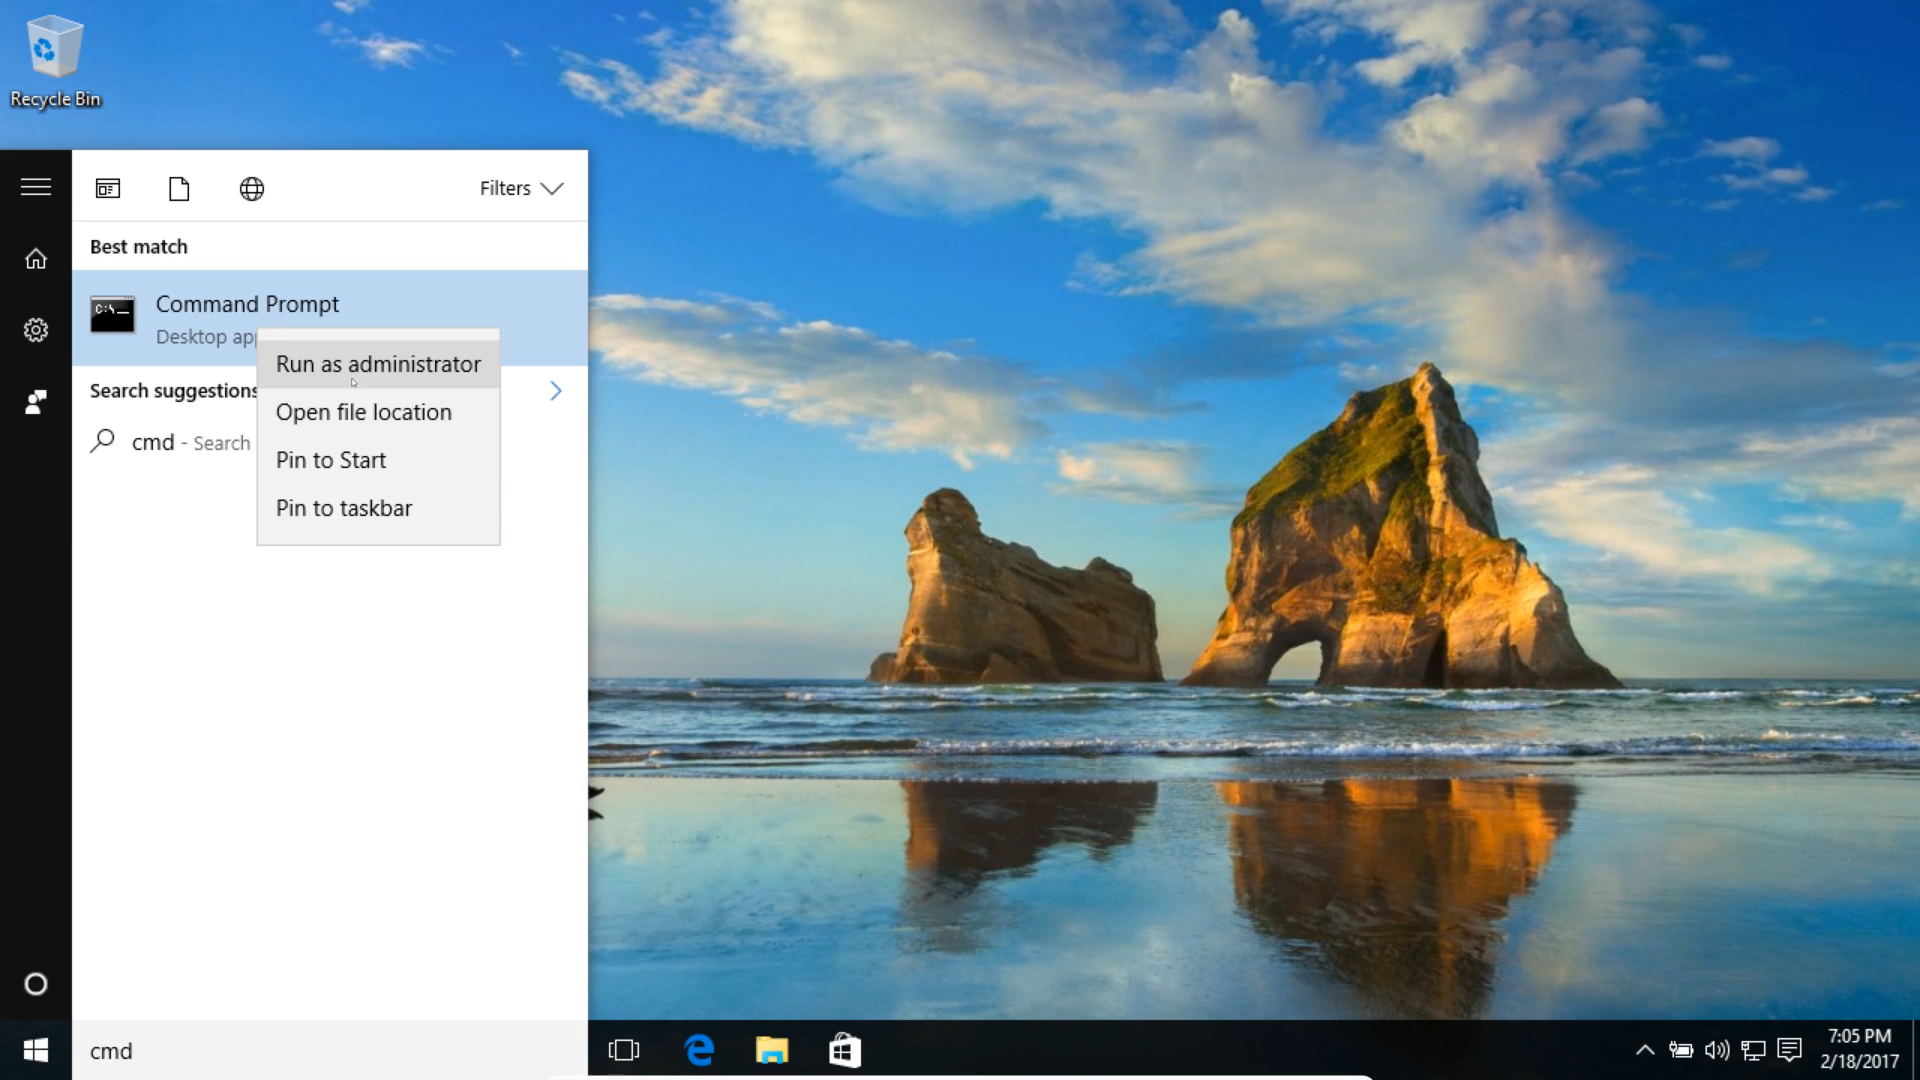 Recycle Bin
Filters
Best match
C:\
Command Prompt
Desktop app
Run as administrator
Search suggestions
Open file location
cmd - Search
Pin to Start
Pin to taskbar
cmd
7:05 PM
2/18/2017